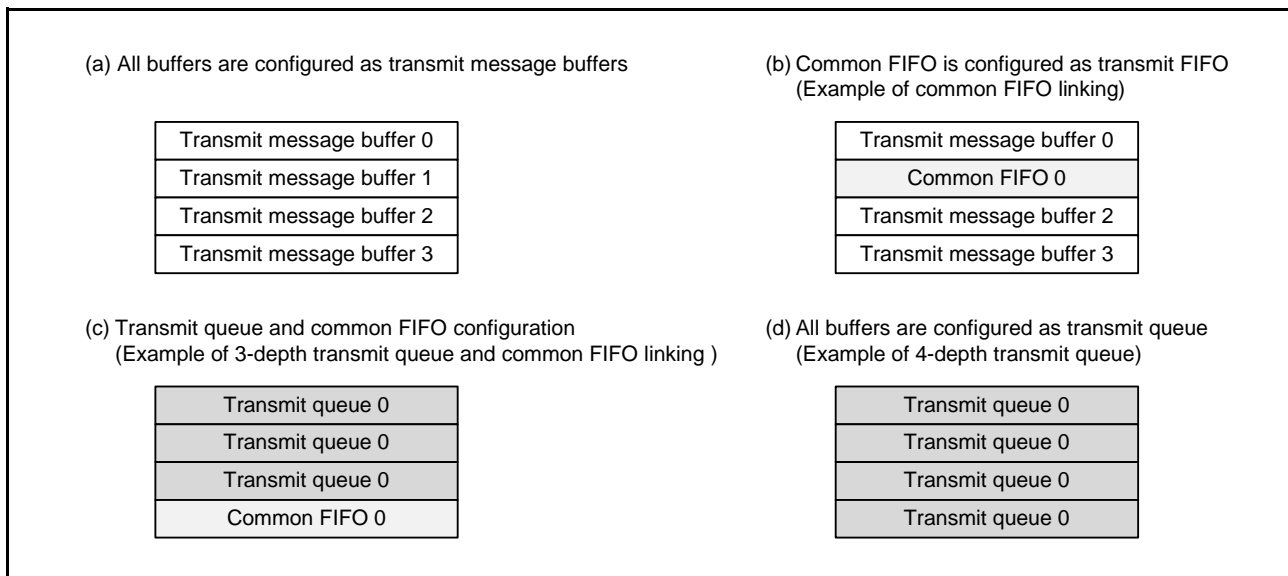 (a) All buffers are configured as transmit message buffers
Transmit message buffer 0
Transmit message buffer 1
Transmit message buffer 2
Transmit message buffer 3
(b) Common FIFO is configured as transmit FIFO
(Example of common FIFO linking)
Transmit message buffer 0
Common FIFO 0
Transmit message buffer 2
Transmit message buffer 3
(c) Transmit queue and common FIFO configuration
(Example of 3-depth transmit queue and common FIFO linking )
Transmit queue 0
Transmit queue 0
Transmit queue 0
Common FIFO 0
(d) All buffers are configured as transmit queue
(Example of 4-depth transmit queue)
Transmit queue 0
Transmit queue 0
Transmit queue 0
Transmit queue 0